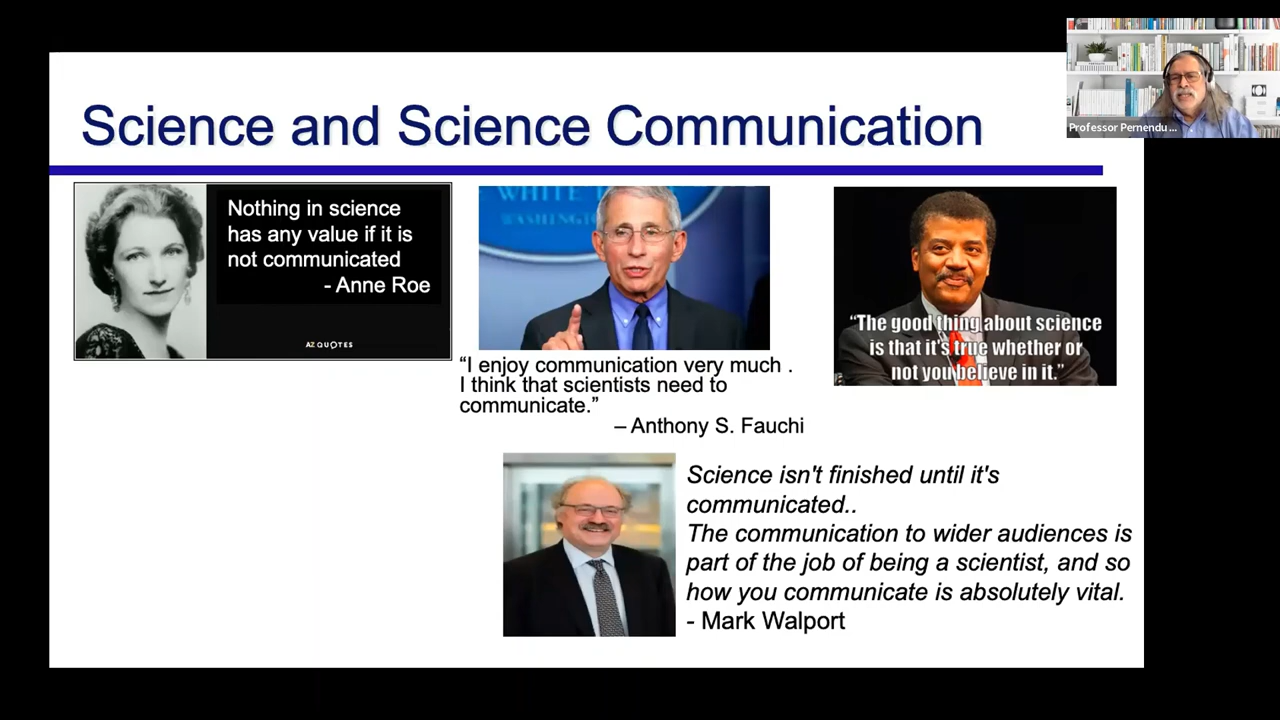 Science and Science Communication
Nothing in science
has any value if it is
not communicated
- Anne Roe
AZ QUOTES
WHITE
WASHINGTON
“I enjoy communication very much .
I think that scientists need to
communicate.”
– Anthony S. Fauchi
“The good thing about science
is that it's true whether or
not you believe in it.”
Science isn't finished until it's
communicated..
The communication to wider audiences is
part of the job of being a scientist, and so
how you communicate is absolutely vital.
- Mark Walport
Professor Pernendu ...